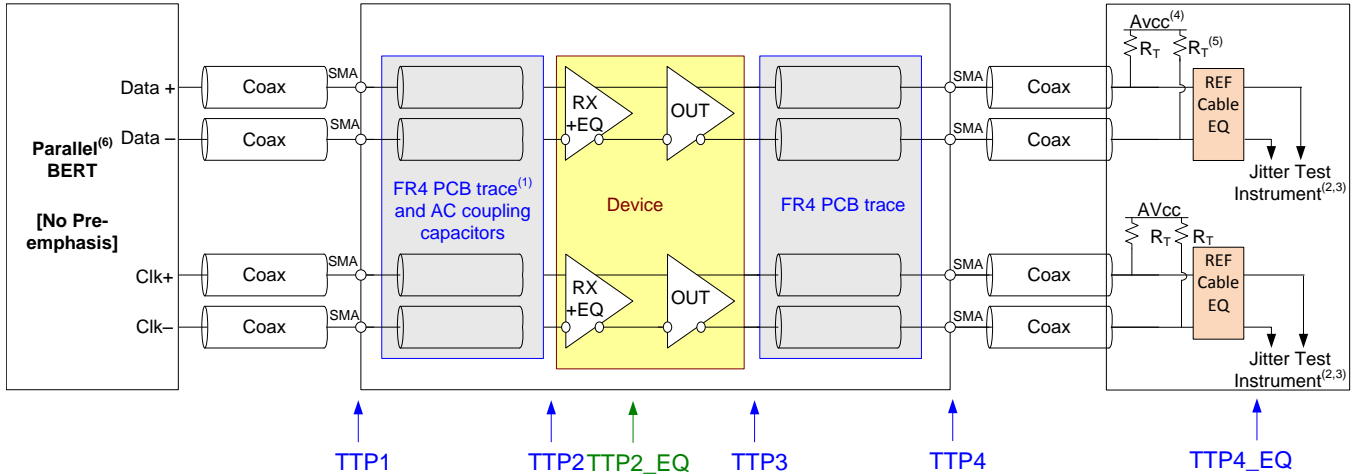 Parallel(6)
BERT
[No Pre-
emphasis]
Data +
Data –
Clk+
Clk–
Coax
Coax
Coax
Coax
SMA
SMA
SMA
SMA
FR4 PCB trace(1)
and AC coupling
capacitors
RX
+EQ
OUT
Device
RX
+EQ
OUT
FR4 PCB trace
SMA
SMA
SMA
SMA
Coax
Coax
Coax
Coax
Avcc(4)
RT
RT(5)
REF
Cable
EQ
Jitter Test
Instrument(2,3)
AVcc
RT
RT
REF
Cable
EQ
Jitter Test
Instrument(2,3)
TTP1
TTP2
TTP2_EQ
TTP3
TTP4
TTP4_EQ